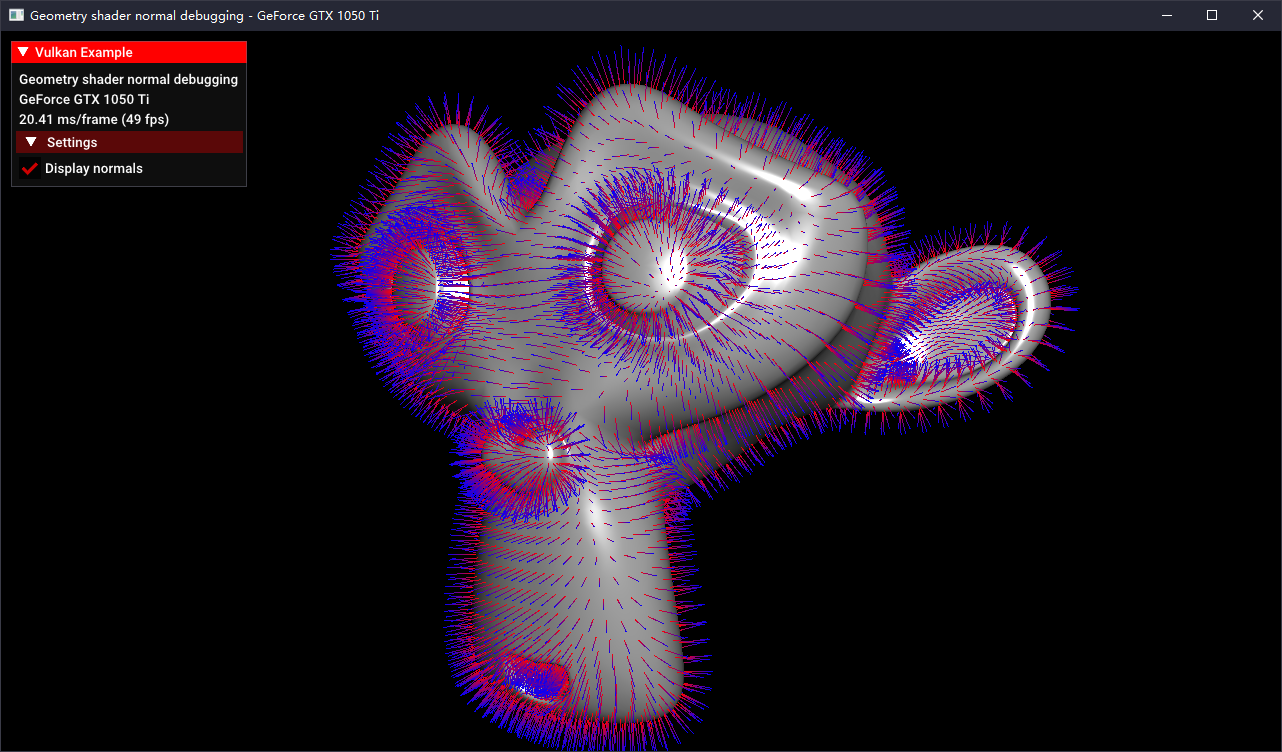 Geometry shader normal debugging - GeForce GTX 1050 Ti
Vulkan Example
Geometry shader normal debugging
GeForce GTX 1050 Ti
20.41 ms/frame (49 fps)
Settings
Display normals